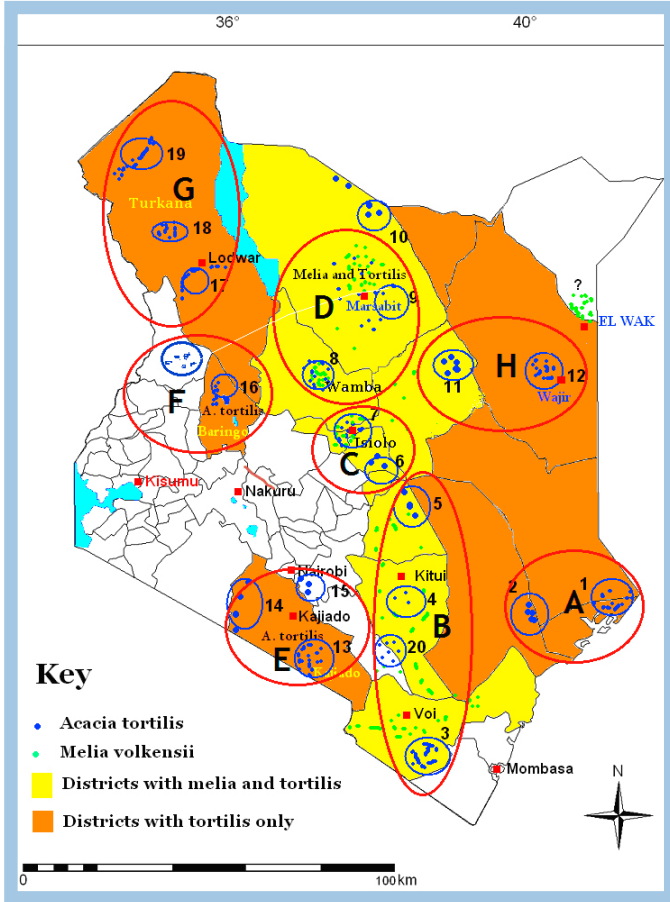 36°
40°
19
G
Turkana
18
Lodwar
17
10
Melia and Tortilis
D
9
Marsabit
?
EL WAK
8
Wamba
11
H
12
Wajir
F
16
A. tortilis
Baringo
7
Isiolo
C
6
Kisumu
Nakuru
5
Nairobi
15
Kitui
4
B
2
1
A
14
Kajiado
A. tortilis
13
E
20
Voi
3
Mombasa
Key
Acacia tortilis
Melia volkensii
Districts with melia and tortilis
Districts with tortilis only
N
0
100 km